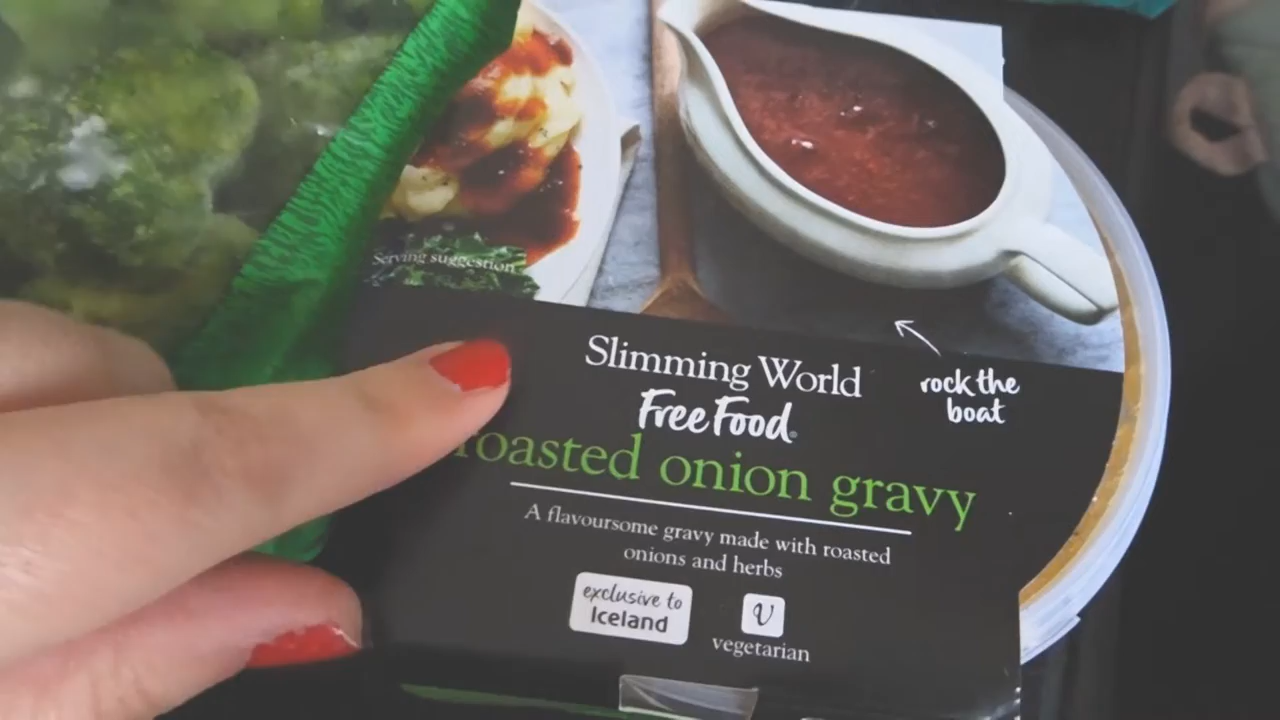 Serving suggestion
Slimming World
Free Food®
rock the
boat
roasted onion gravy
A flavoursome gravy made with roasted
onions and herbs
exclusive to
Iceland
V
vegetarian